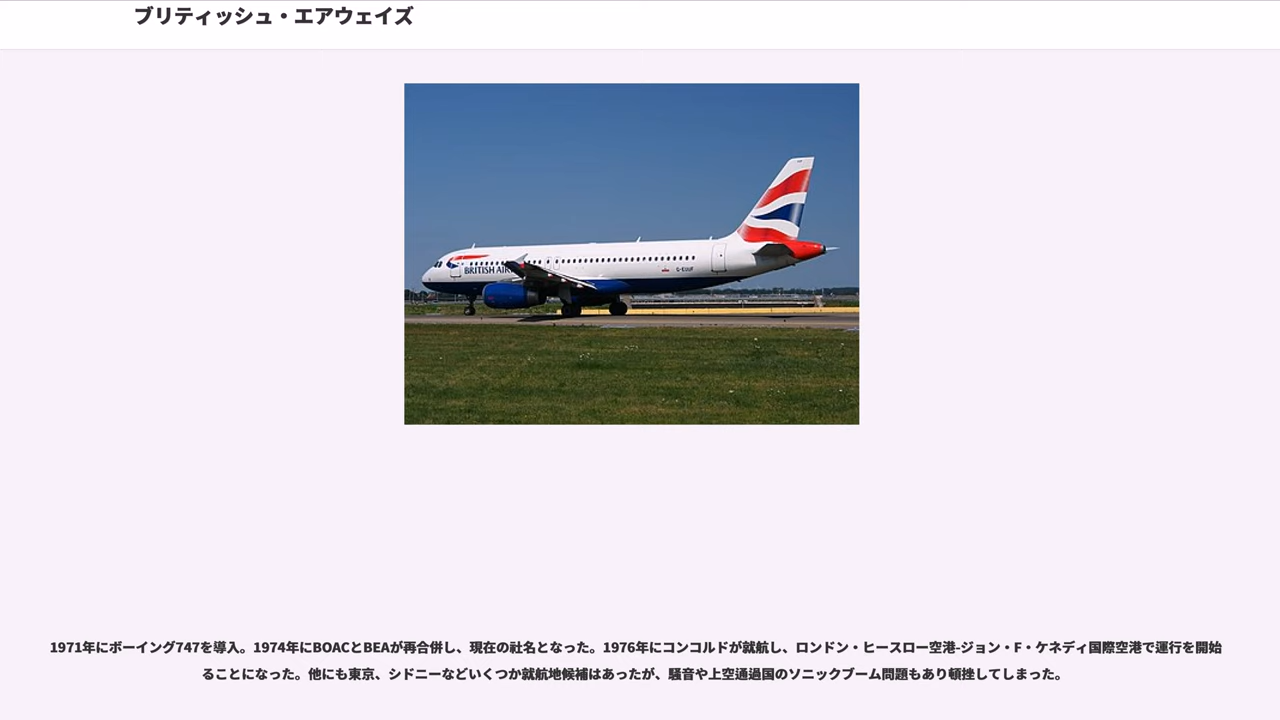 ブリティッシュ・エアウェイズ
BRITISH AIR
G-EUUF
1971年にボーイング747を導入。1974年にBOACとBEAが再合併し、現在の社名となった。1976年にコンコルドが就航し、ロンドン・ヒースロー空港-ジョン・F・ケネディ国際空港で運行を開始
ることになった。他にも東京、シドニーなどいくつか就航地候補はあったが、騒音や上空通過国のソニックブーム問題もあり頓挫してしまった。